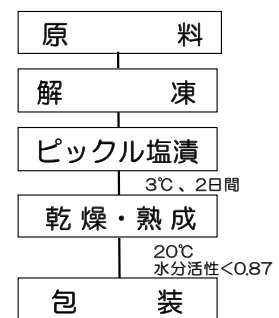 原 料
解 凍
ピックル塩漬
3℃、2日間
乾燥・熟成
20℃
水分活性<0.87
包 装